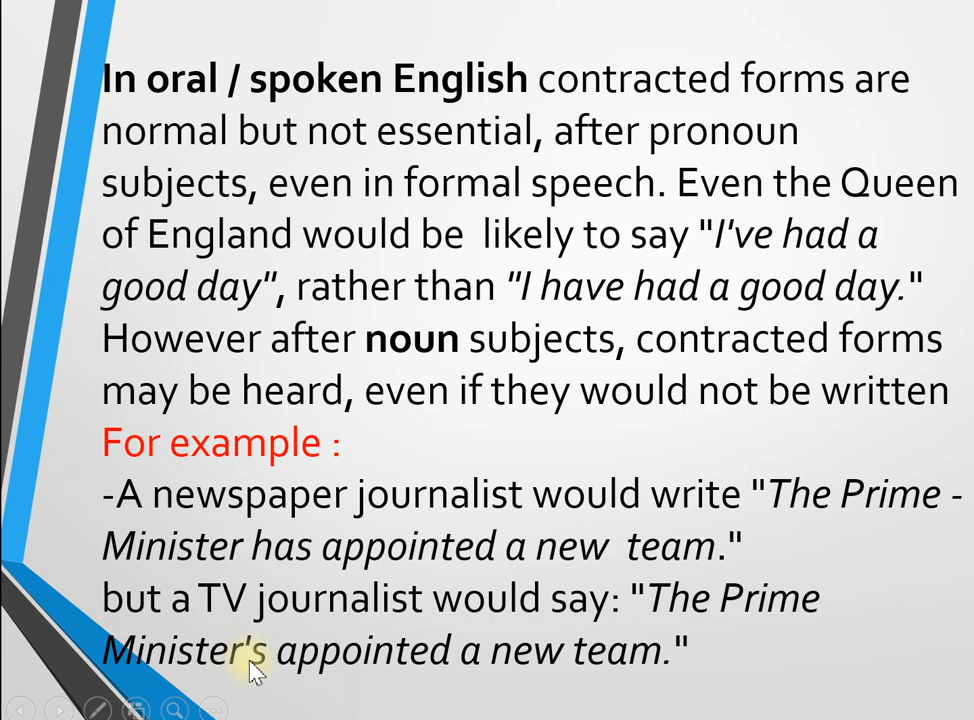 In oral / spoken English contracted forms are
normal but not essential, after pronoun
subjects, even in formal speech. Even the Queen
of England would be likely to say "I've had a
good day", rather than "I have had a good day."
However after noun subjects, contracted forms
may be heard, even if they would not be written
For example :
-A newspaper journalist would write "The Prime -
Minister has appointed a new team."
but a TV journalist would say: "The Prime
Minister's appointed a new team."